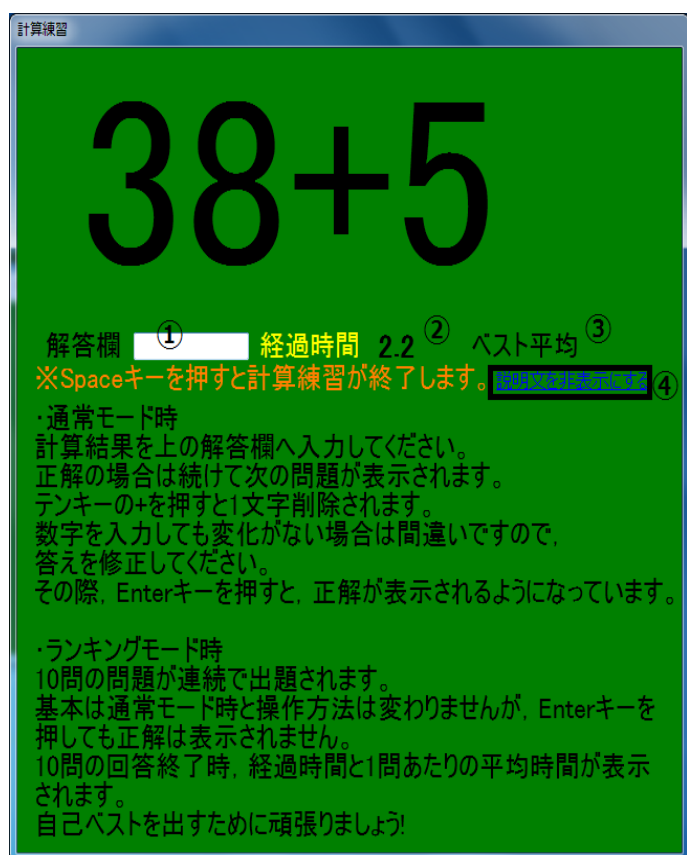 計算練習
38+5
解答欄 ① 経過時間 2.2 ② ベスト平均 ③
※Spaceキーを押すと計算練習が終了します。 説明文を非表示にする ④
・通常モード時
計算結果を上の解答欄へ入力してください。
正解の場合は続けて次の問題が表示されます。
テンキーの+を押すと1文字削除されます。
数字を入力しても変化がない場合は間違いですので,
答えを修正してください。
その際, Enterキーを押すと, 正解が表示されるようになっています。
・ランキングモード時
10問の問題が連続で出題されます。
基本は通常モード時と操作方法は変わりませんが, Enterキーを
押しても正解は表示されません。
10問の回答終了時, 経過時間と1問あたりの平均時間が表示
されます。
自己ベストを出すために頑張りましょう!